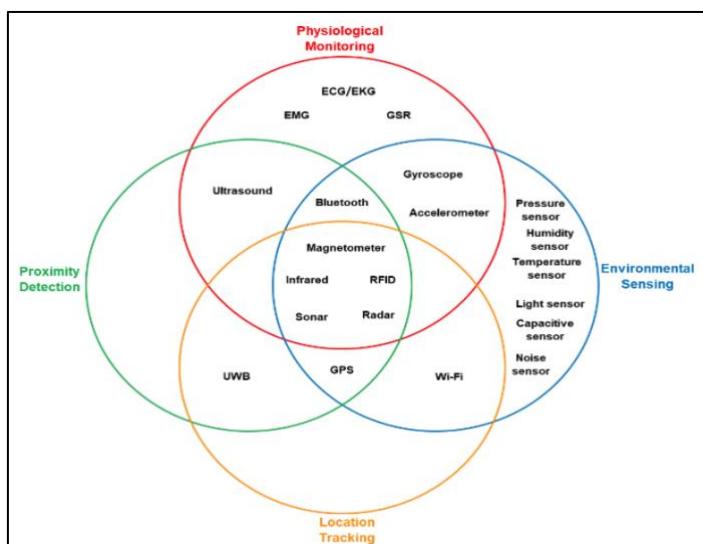 Physiological
Monitoring
ECG/EKG
EMG
GSR
Ultrasound
Gyroscope
Bluetooth
Accelerometer
Pressure
sensor
Humidity
sensor
Magnetometer
Proximity
Detection
Infrared
RFID
Temperature
sensor
Environmental
Sensing
Sonar
Radar
Light sensor
Capacitive
sensor
Noise
sensor
UWB
GPS
Wi-Fi
Location
Tracking